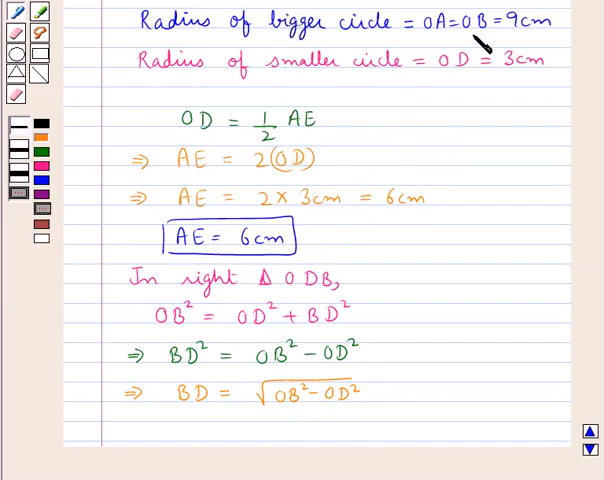 Radius of bigger circle = OA = OB = 9cm
Radius of smaller circle = OD = 3cm
OD = 1/2 AE
⇒ AE = 2(OD)
⇒ AE = 2 × 3cm = 6cm
AE = 6cm
In right Δ ODB,
OB² = OD² + BD²
⇒ BD² = OB² - OD²
⇒ BD = √(OB² - OD²)